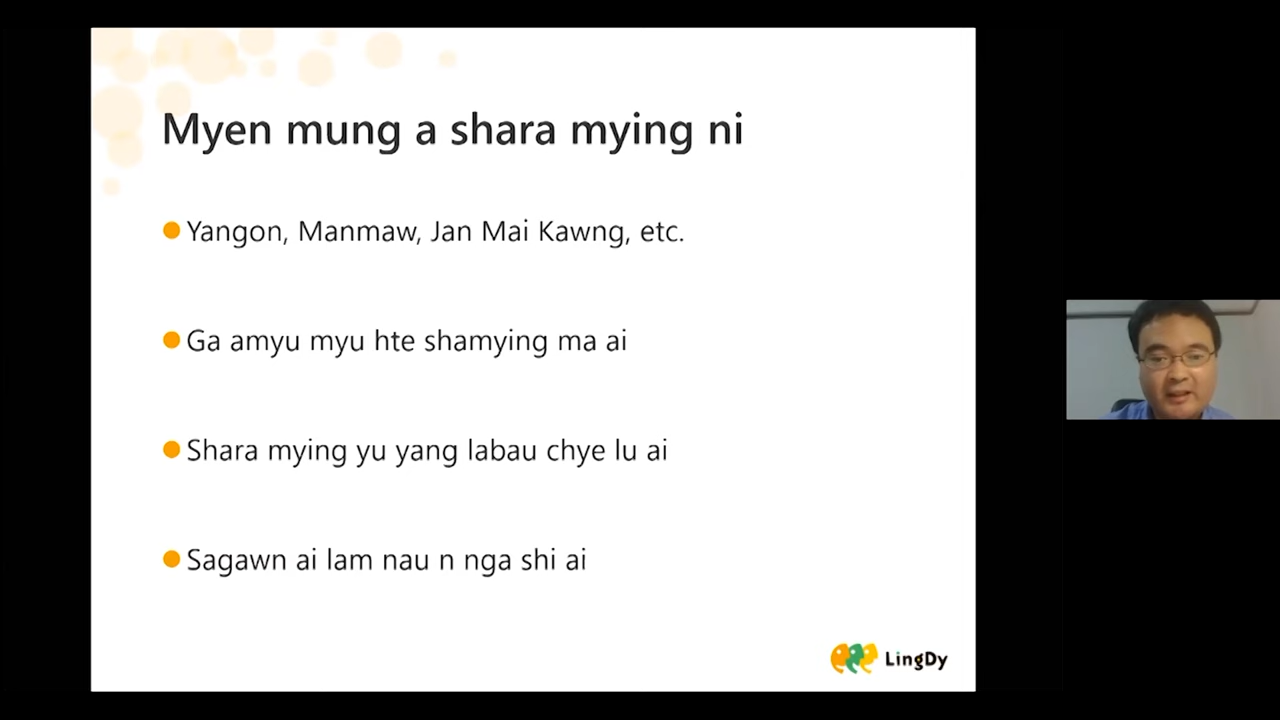 Myen mung a shara mying ni
Yangon, Manmaw, Jan Mai Kawng, etc.
Ga amyu myu hte shamying ma ai
Shara mying yu yang labau chye lu ai
Sagawn ai lam nau n nga shi ai
LingDy